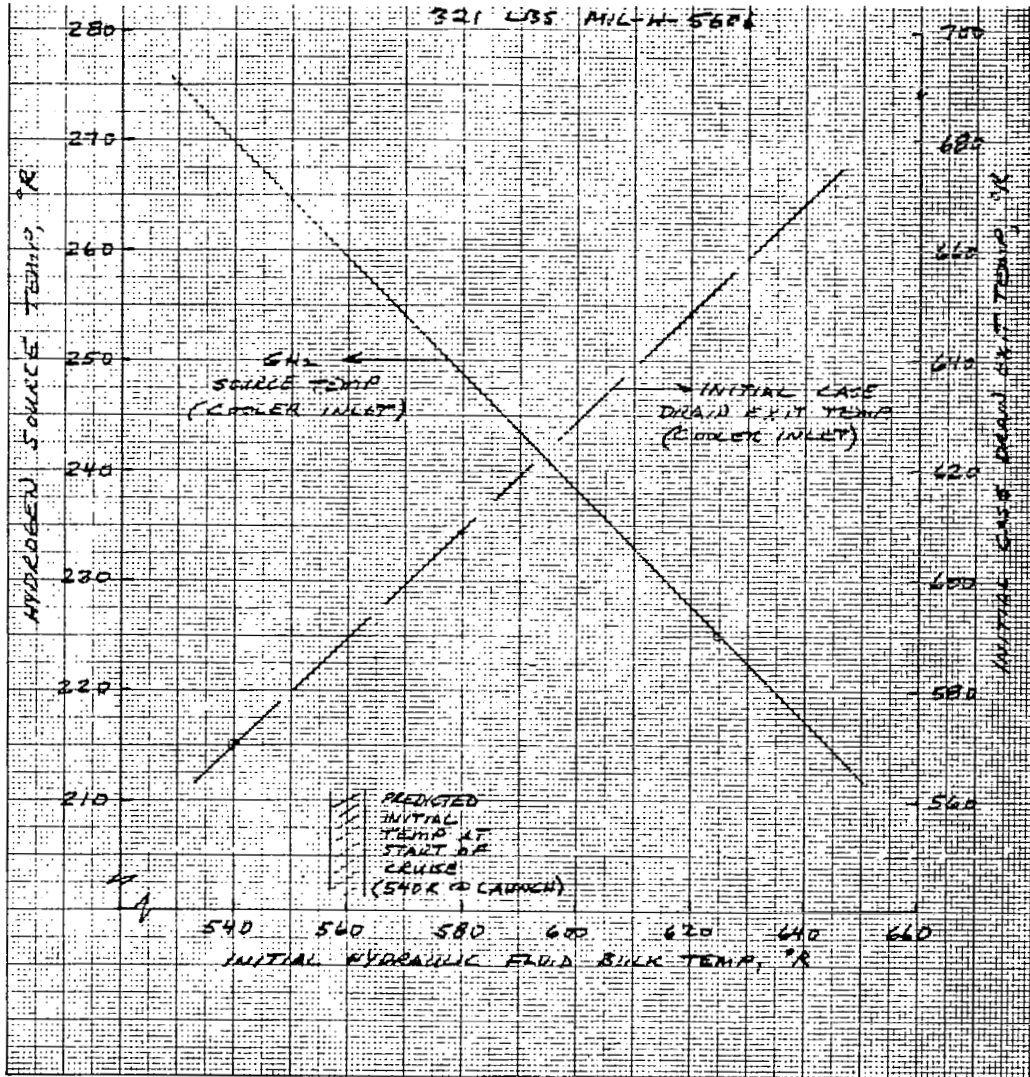 321 LBS MIL-H-5606
280
270
260
250
240
230
220
210
HYDROGEN SOURCE TEMP, °R
700
680
660
640
620
600
580
560
INITIAL CASE DRAIN EXIT TEMP, °R
GH2
SOURCE TEMP
(COOLER INLET)
INITIAL CASE
DRAIN EXIT TEMP
(COOLER INLET)
PREDICTED
INITIAL
TEMP AT
START OF
CRUISE
(540R @ LAUNCH)
540 560 580 600 620 640 660
INITIAL HYDRAULIC FLUID BULK TEMP, °R